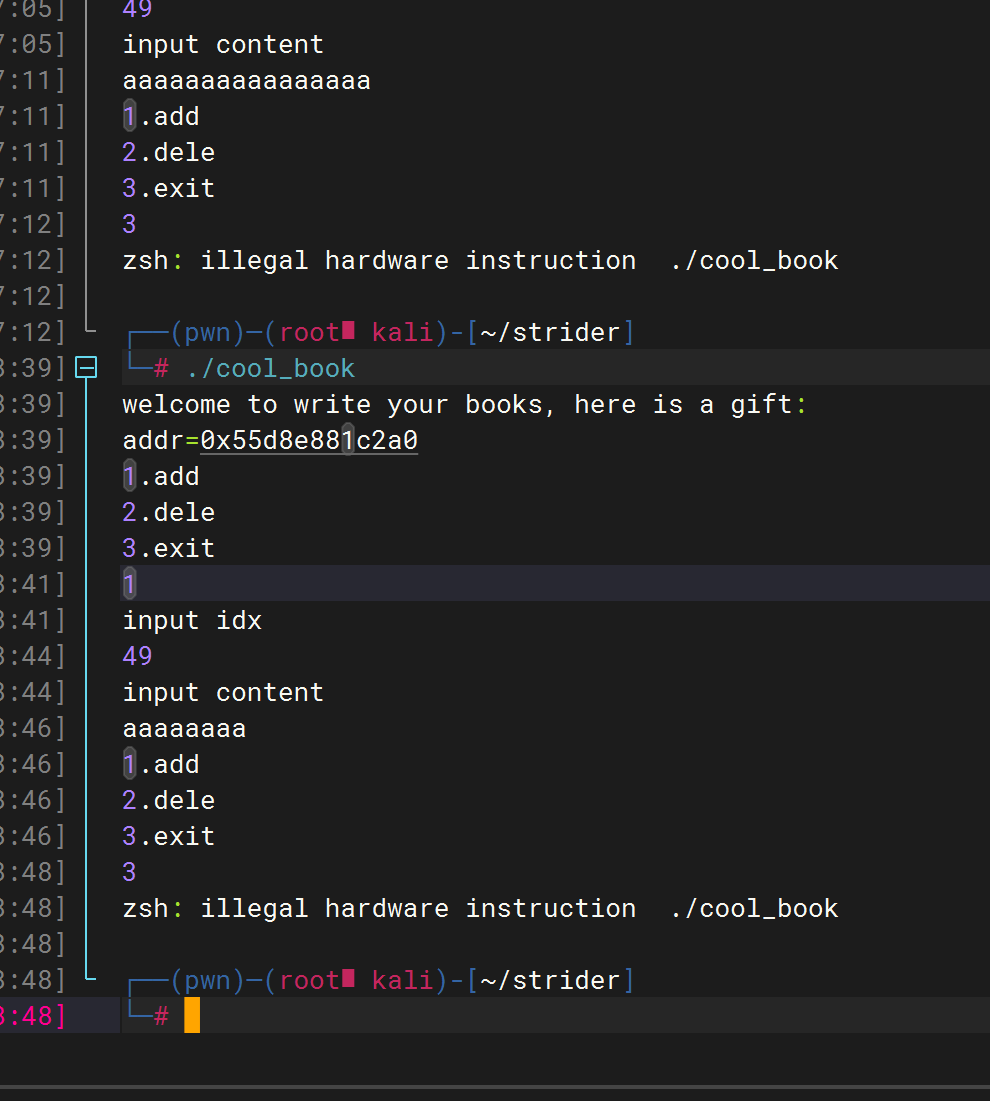 7:05] 49
7:05] input content
7:11] aaaaaaaaaaaaaaaa
7:11] 1.add
7:11] 2.dele
7:11] 3.exit
7:12] 3
7:12] zsh: illegal hardware instruction  ./cool_book
7:12]
7:12] ┌──(pwn)─(root kali)-[~/strider]
3:39] └─# ./cool_book
3:39] welcome to write your books, here is a gift:
3:39] addr=0x55d8e881c2a0
3:39] 1.add
3:39] 2.dele
3:39] 3.exit
3:41] 1
3:41] input idx
3:44] 49
3:44] input content
3:46] aaaaaaaa
3:46] 1.add
3:46] 2.dele
3:46] 3.exit
3:48] 3
3:48] zsh: illegal hardware instruction  ./cool_book
3:48]
3:48] ┌──(pwn)─(root kali)-[~/strider]
3:48] └─#